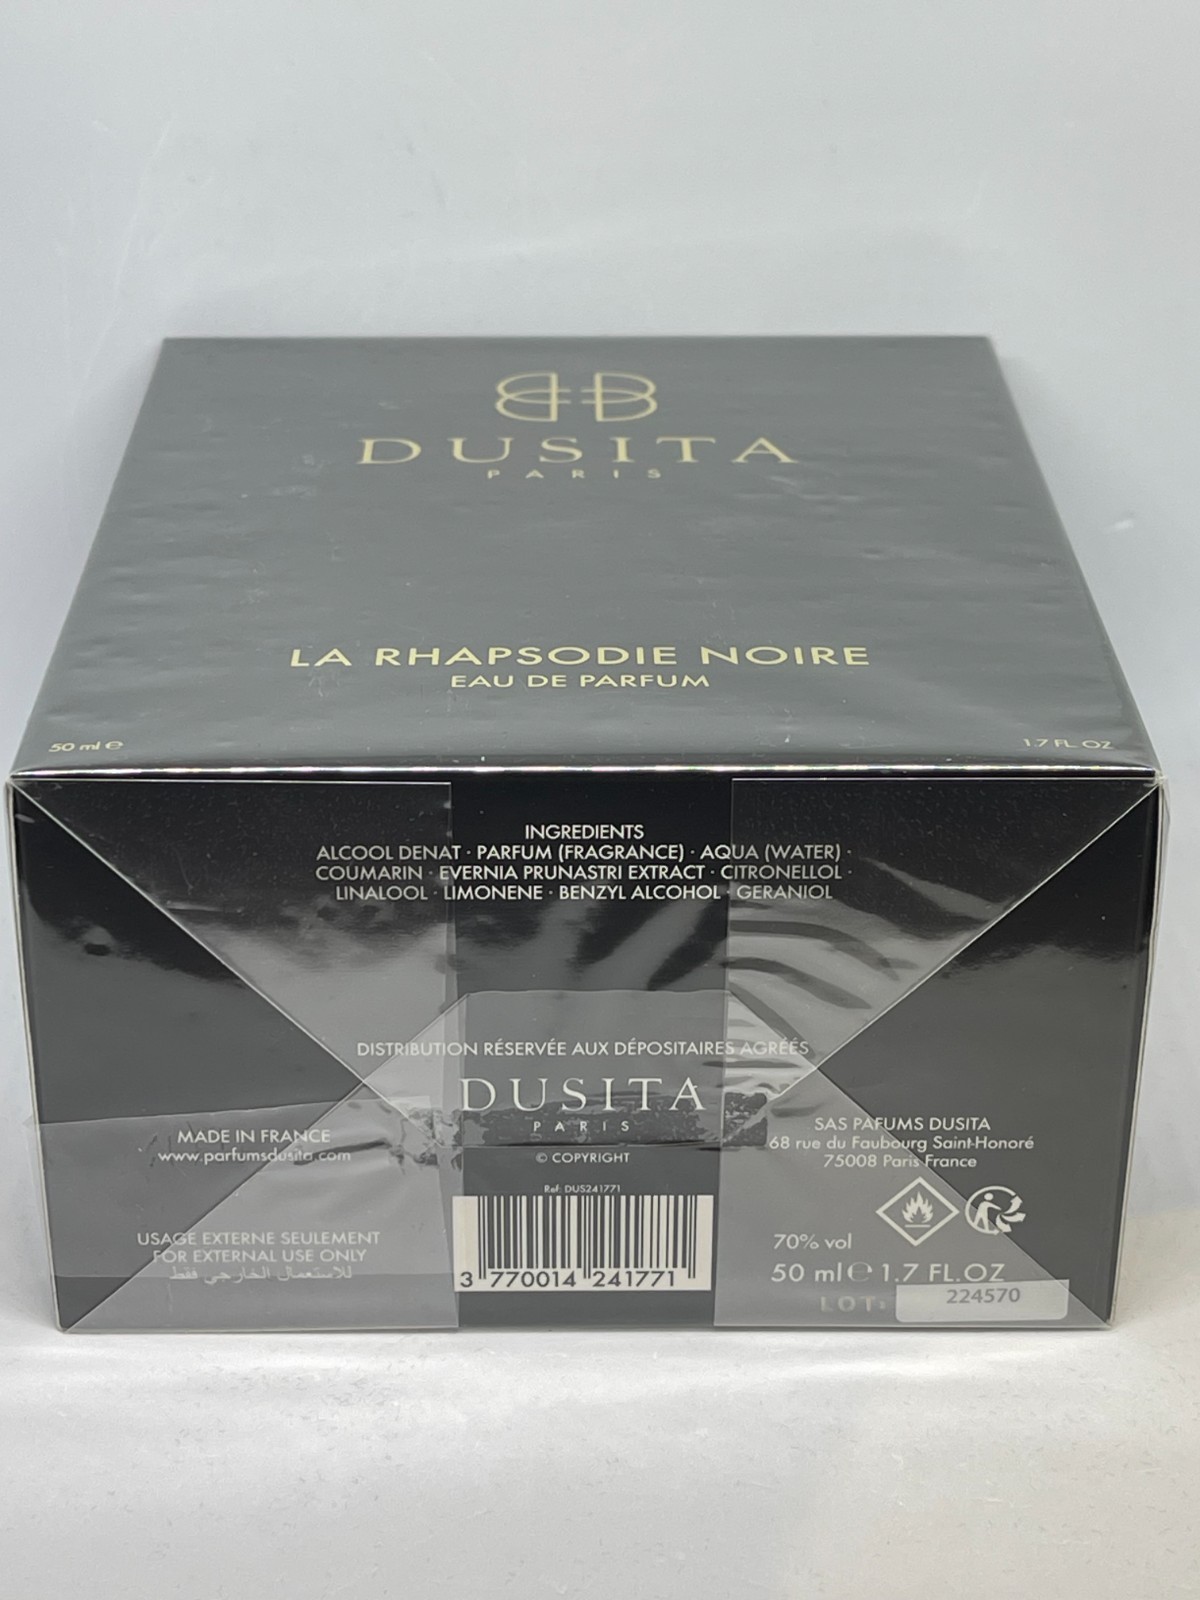 DUSITA
PARIS
LA RHAPSODIE NOIRE
EAU DE PARFUM
50 ml ℮
1.7 FL. OZ
INGREDIENTS
ALCOOL DENAT · PARFUM (FRAGRANCE) · AQUA (WATER) ·
COUMARIN · EVERNIA PRUNASTRI EXTRACT · CITRONELLOL ·
LINALOOL · LIMONENE · BENZYL ALCOHOL · GERANIOL
DISTRIBUTION RÉSERVÉE AUX DÉPOSITAIRES AGRÉÉS
DUSITA
PARIS
© COPYRIGHT
MADE IN FRANCE
www.parfumsdusita.com
SAS PAFUMS DUSITA
68 rue du Faubourg Saint-Honoré
75008 Paris France
Ref: DUS241771
3 770014 241771
USAGE EXTERNE SEULEMENT
FOR EXTERNAL USE ONLY
للاستعمال الخارجي فقط
70% vol
50 ml ℮ 1.7 FL.OZ
LOT: 224570